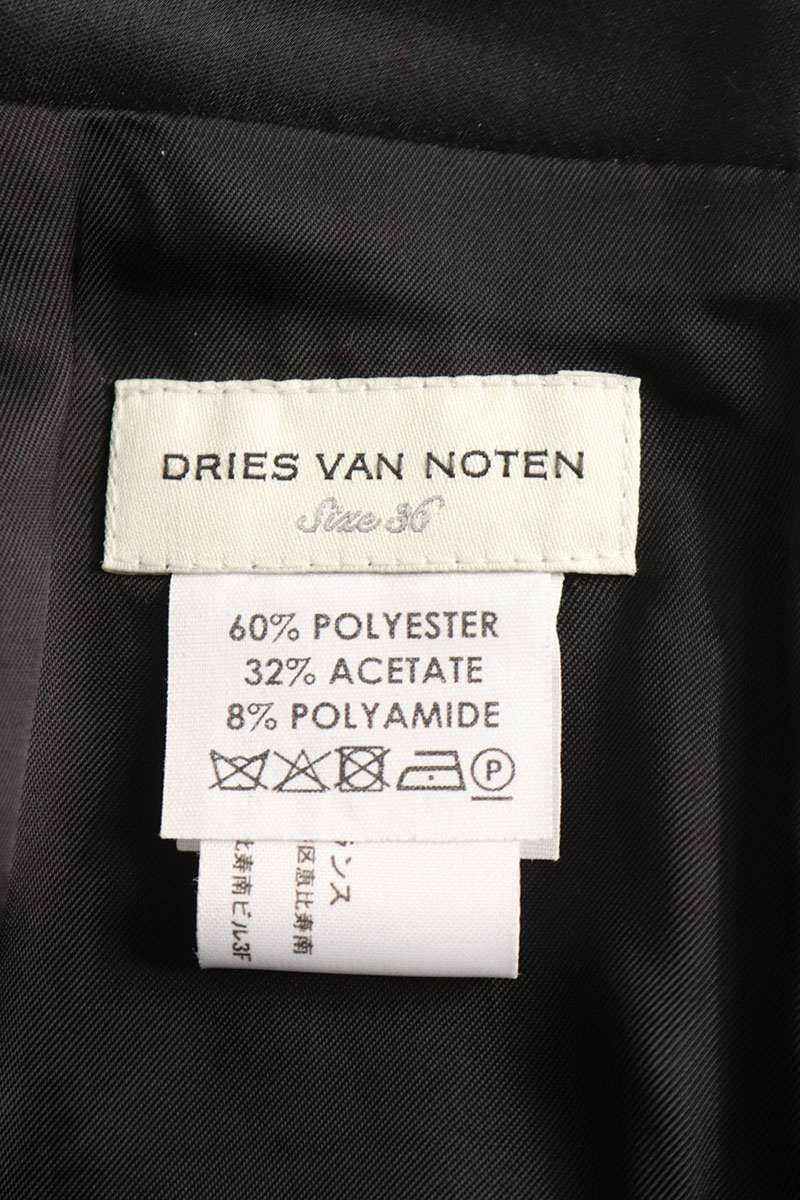 DRIES VAN NOTEN
Size 36
60% POLYESTER
32% ACETATE
8% POLYAMIDE
P
ランス
区恵比寿南
比寿南ビル3F